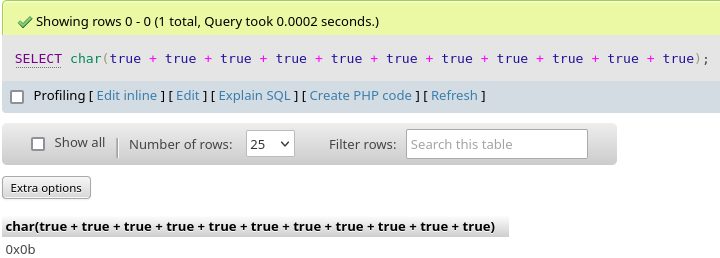 Showing rows 0 - 0 (1 total, Query took 0.0002 seconds.)
SELECT char(true + true + true + true + true + true + true + true + true + true + true);
Profiling [ Edit inline ] [ Edit ] [ Explain SQL ] [ Create PHP code ] [ Refresh ]
Show all Number of rows: 25 Filter rows: Search this table
Extra options
char(true + true + true + true + true + true + true + true + true + true + true)
0x0b